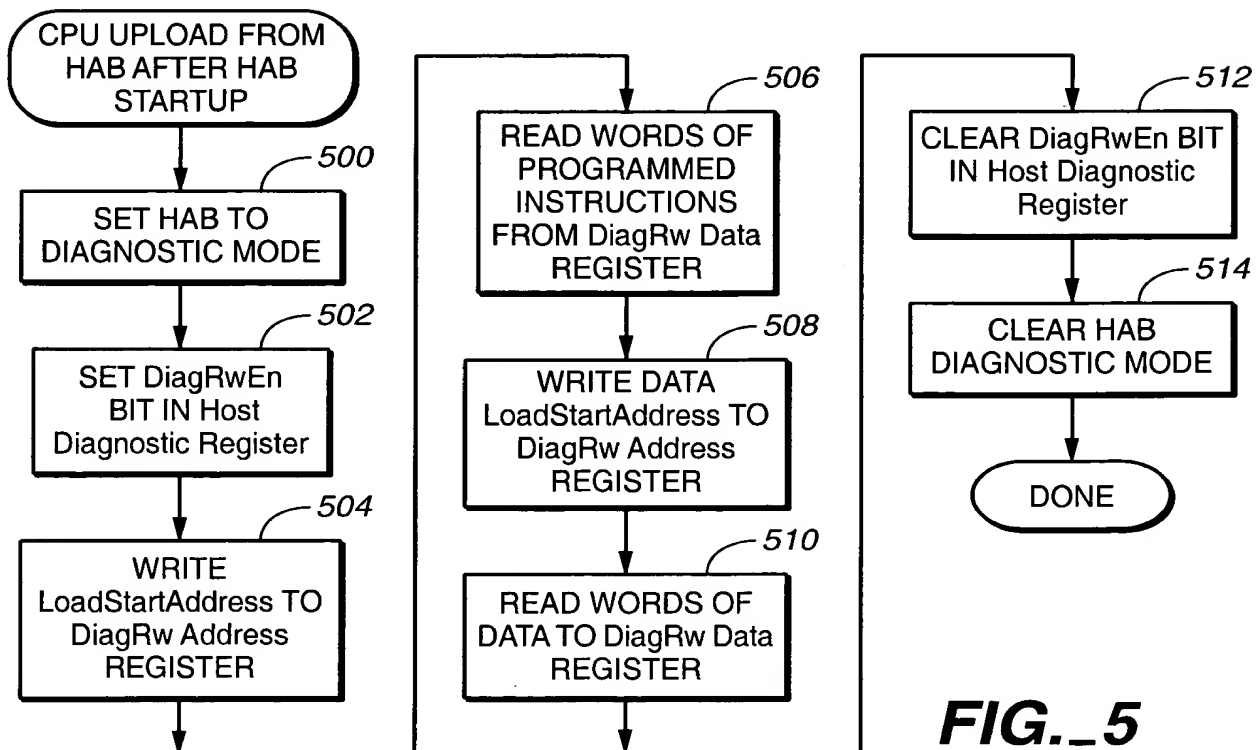 CPU UPLOAD FROM
HAB AFTER HAB
STARTUP
500
SET HAB TO
DIAGNOSTIC MODE
502
SET DiagRwEn
BIT IN Host
Diagnostic Register
504
WRITE
LoadStartAddress TO
DiagRw Address
REGISTER
506
READ WORDS OF
PROGRAMMED
INSTRUCTIONS
FROM DiagRw Data
REGISTER
508
WRITE DATA
LoadStartAddress TO
DiagRw Address
REGISTER
510
READ WORDS OF
DATA TO DiagRw Data
REGISTER
512
CLEAR DiagRwEn BIT
IN Host Diagnostic
Register
514
CLEAR HAB
DIAGNOSTIC MODE
DONE
FIG._5